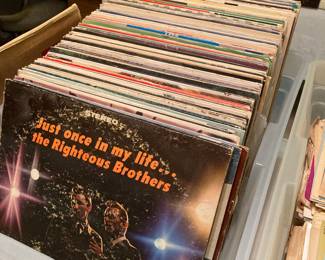 STEREO
Just once in my life...
the Righteous Brothers